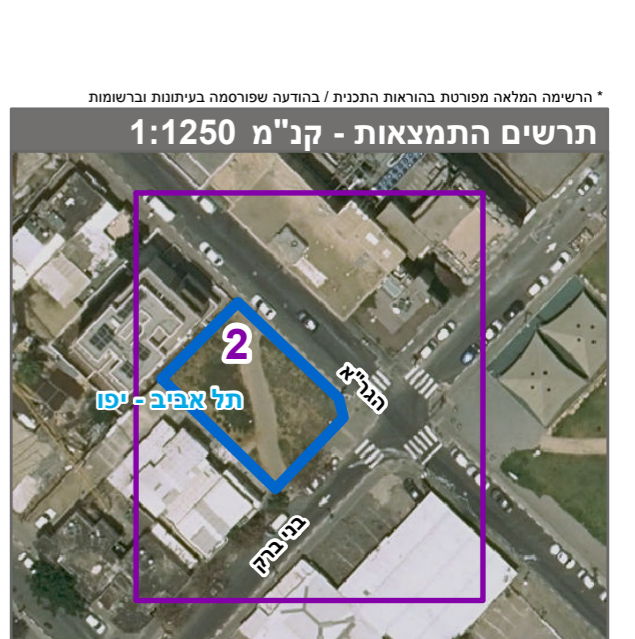 * הרשימה המלאה מפורטת בהוראות התכנית / בהודעה שפורסמה בעיתונות וברשומות
תרשים התמצאות - קנ"מ 1:1250
2
הגר"א
תל אביב - יפו
בני ברק